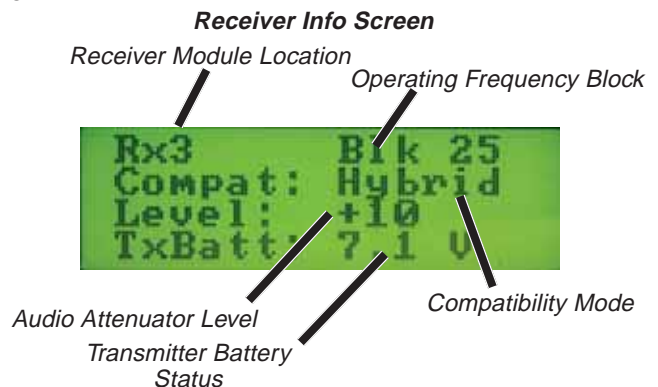 Receiver Info Screen
Receiver Module Location
Operating Frequency Block
Rx3 Blk 25
Compat: Hybrid
Level: +10
TxBatt: 7.1 V
Audio Attenuator Level
Compatibility Mode
Transmitter Battery
Status